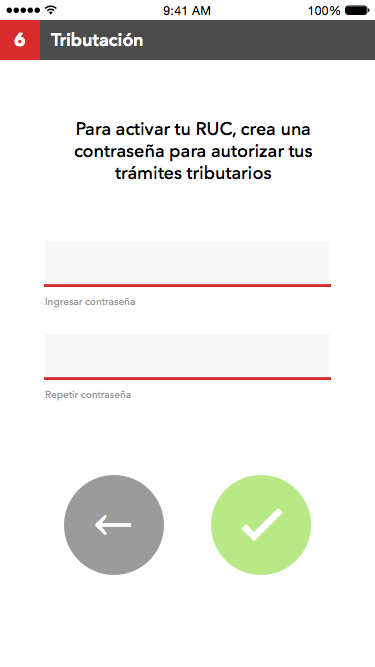 9:41 AM
100%
6
Tributación
Para activar tu RUC, crea una
contraseña para autorizar tus
trámites tributarios
Ingresar contraseña
Repetir contraseña